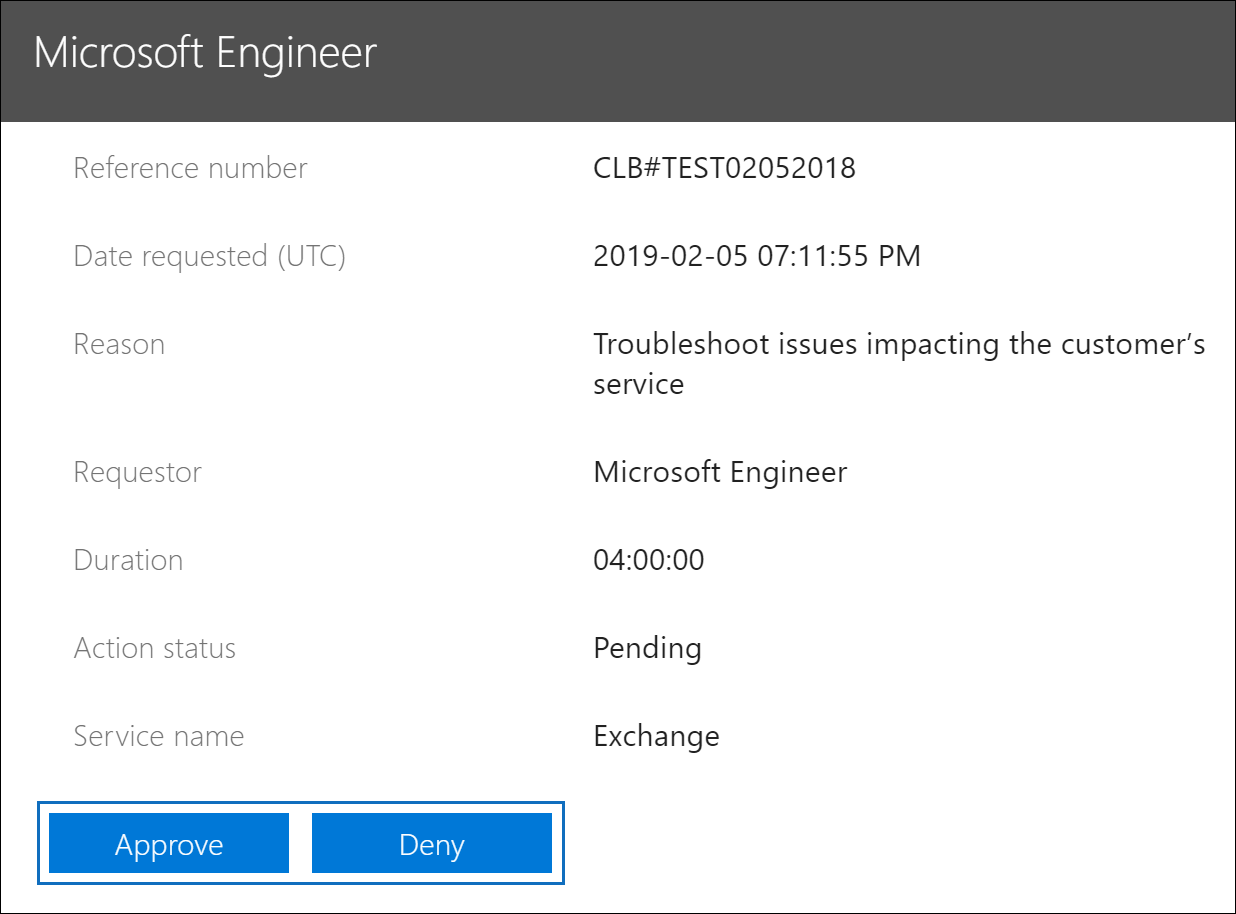 Microsoft Engineer
Reference number CLB#TEST02052018
Date requested (UTC) 2019-02-05 07:11:55 PM
Reason Troubleshoot issues impacting the customer’s
service
Requestor Microsoft Engineer
Duration 04:00:00
Action status Pending
Service name Exchange
Approve Deny